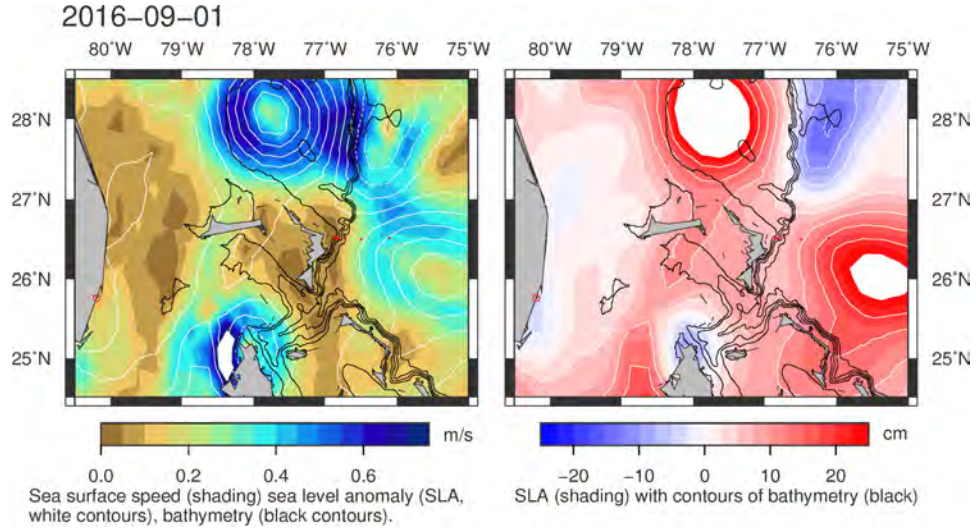 2016−09−01
80˚W 79˚W 78˚W 77˚W 76˚W 75˚W
80˚W 79˚W 78˚W 77˚W 76˚W 75˚W
28˚N 28˚N
27˚N 27˚N
26˚N 26˚N
25˚N 25˚N
m/s cm
0.0 0.2 0.4 0.6
−20 −10 0 10 20
Sea surface speed (shading) sea level anomaly (SLA,
white contours), bathymetry (black contours).
SLA (shading) with contours of bathymetry (black)